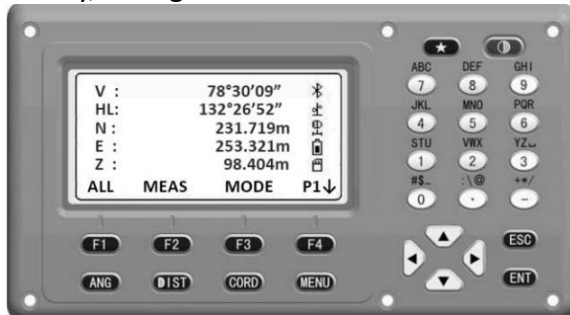 V : 78°30'09"
HL: 132°26'52"
N : 231.719m
E : 253.321m
Z : 98.404m
ALL MEAS MODE P1↓
F1 F2 F3 F4
ANG DIST CORD MENU
★
ABC DEF GHI
7 8 9
JKL MNO PQR
4 5 6
STU VWX YZ␣
1 2 3
#$_ :\@ +*/
0 . -
ESC
ENT